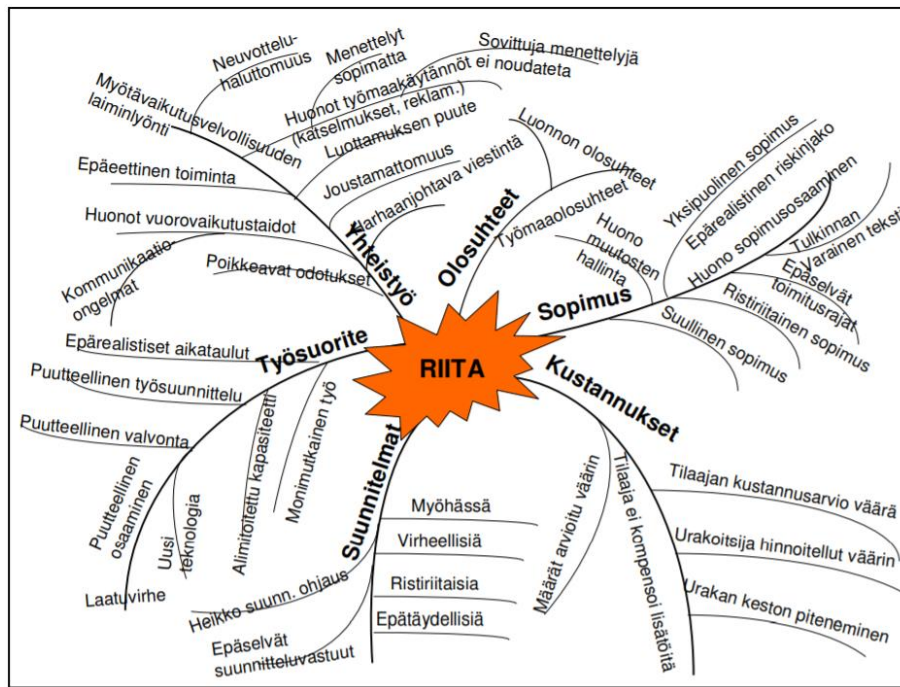 Neuvottelu-
haluttomuus
Menettelyt
sopimatta
Sovittuja menettelyjä
ei noudateta
Myötävaikutusvelvollisuuden
laiminlyönti
Huonot työmaakäytännöt
(katselmukset, reklam.)
Luottamuksen puute
Epäeettinen toiminta
Joustamattomuus
Harhaanjohtava viestintä
Huonot vuorovaikutustaidot
Kommunikaatio-
ongelmat
Poikkeavat odotukset
Yhteistyö
Olosuhteet
Luonnon olosuhteet
Työmaaolosuhteet
Sopimus
Huono
muutosten
hallinta
Yksipuolinen sopimus
Epärealistinen riskinjako
Huono sopimusosaaminen
Tulkinnan
Varainen teksti
Epäselvät
toimitusrajat
Ristiriitainen sopimus
Suullinen sopimus
RIITA
Työsuorite
Epärealistiset aikataulut
Puutteellinen työsuunnittelu
Puutteellinen valvonta
Puutteellinen
osaaminen
Uusi
teknologia
Alimitoitettu kapasiteetti
Monimutkainen työ
Laatuvirhe
Suunnitelmat
Myöhässä
Virheellisiä
Ristiriitaisia
Epätäydellisiä
Heikko suunn. ohjaus
Epäselvät
suunnitteluvastuut
Kustannukset
Määrät arvioitu väärin
Tilaaja ei kompensoi lisätöitä
Tilaajan kustannusarvio väärä
Urakoitsija hinnoitellut väärin
Urakan keston piteneminen